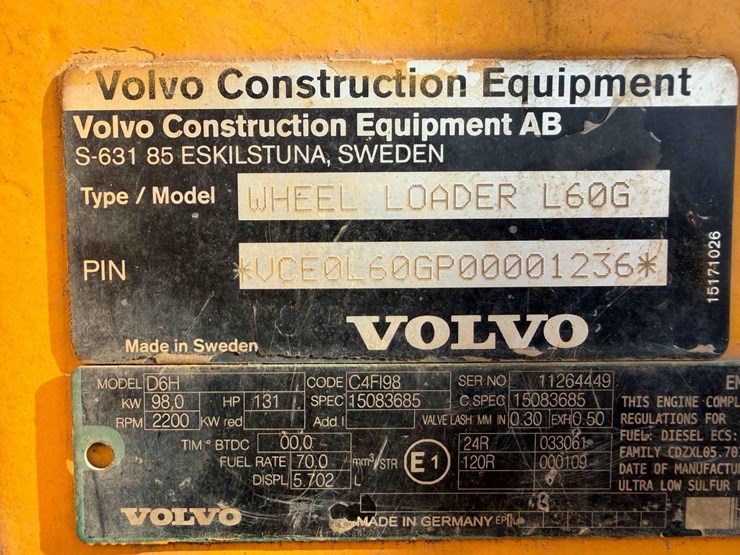 Volvo Construction Equipment
Volvo Construction Equipment AB
S-631 85 ESKILSTUNA, SWEDEN
Type / Model WHEEL LOADER L60G
PIN *VCE0L60GP00001236*
15171026
Made in Sweden VOLVO
MODEL D6H CODE C4FI98 SER NO 11264449
KW 98,0 HP 131 SPEC 15083685 C.SPEC 15083685
RPM 2200 KW red Add.I VALVE LASH MM IN 0.30 EXH 0.50
TIM ° BTDC 00,0 24R 033061
FUEL RATE 70.0 mm³/STR E1 120R 000109
DISPL 5.702 L
VOLVO MADE IN GERMANY
EN
THIS ENGINE COMPL
REGULATIONS FOR
FUEL: DIESEL ECS:
FAMILY CDZXL05.70
DATE OF MANUFACTU
ULTRA LOW SULFUR